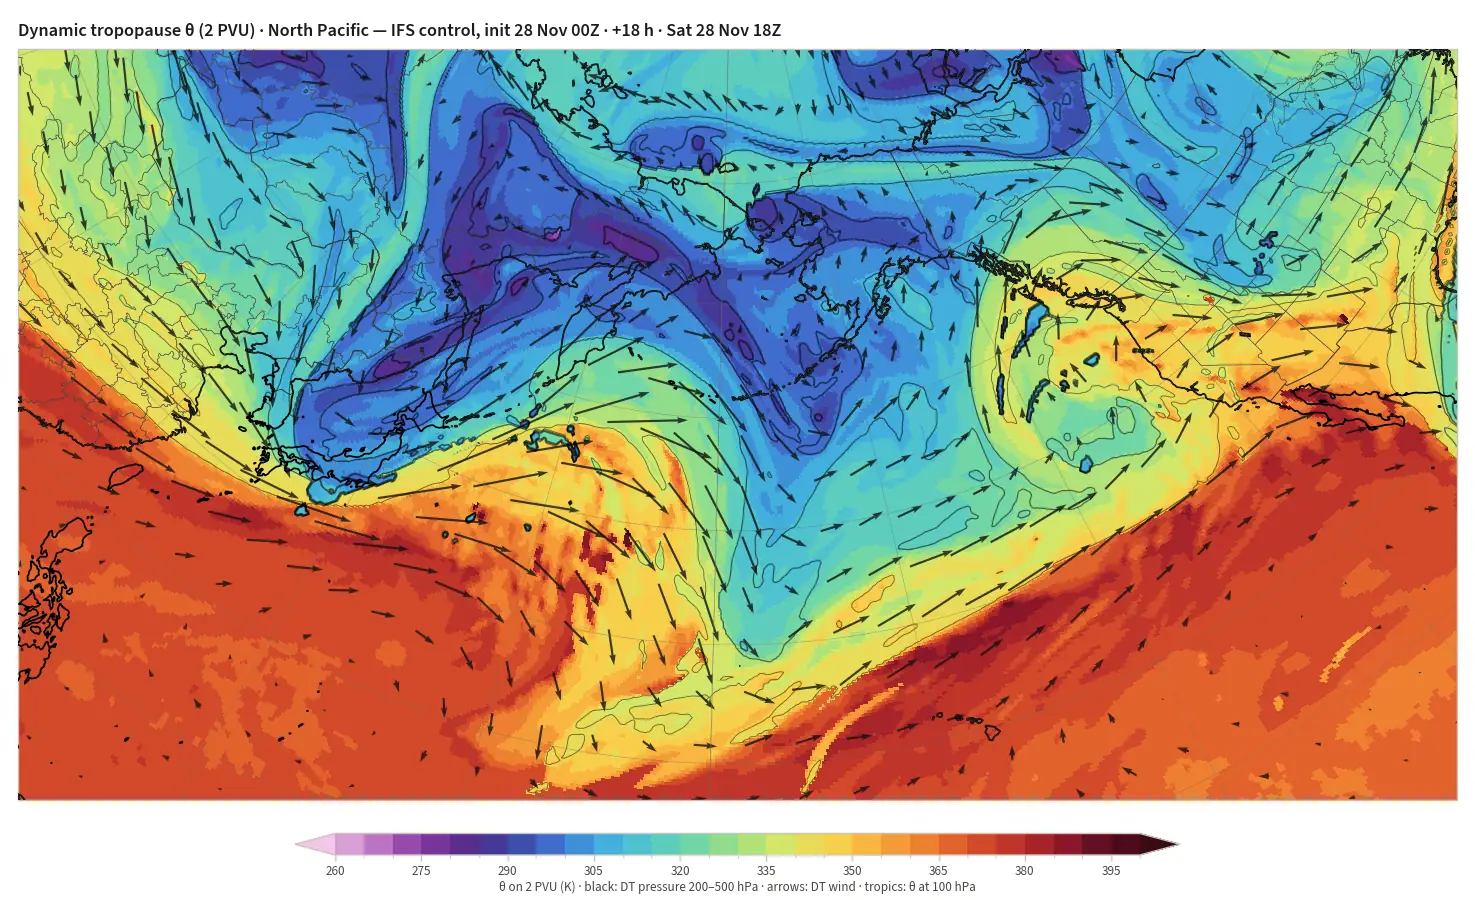 Dynamic tropopause θ (2 PVU) · North Pacific — IFS control, init 28 Nov 00Z · +18 h · Sat 28 Nov 18Z
260 275 290 305 320 335 350 365 380 395
θ on 2 PVU (K) · black: DT pressure 200–500 hPa · arrows: DT wind · tropics: θ at 100 hPa